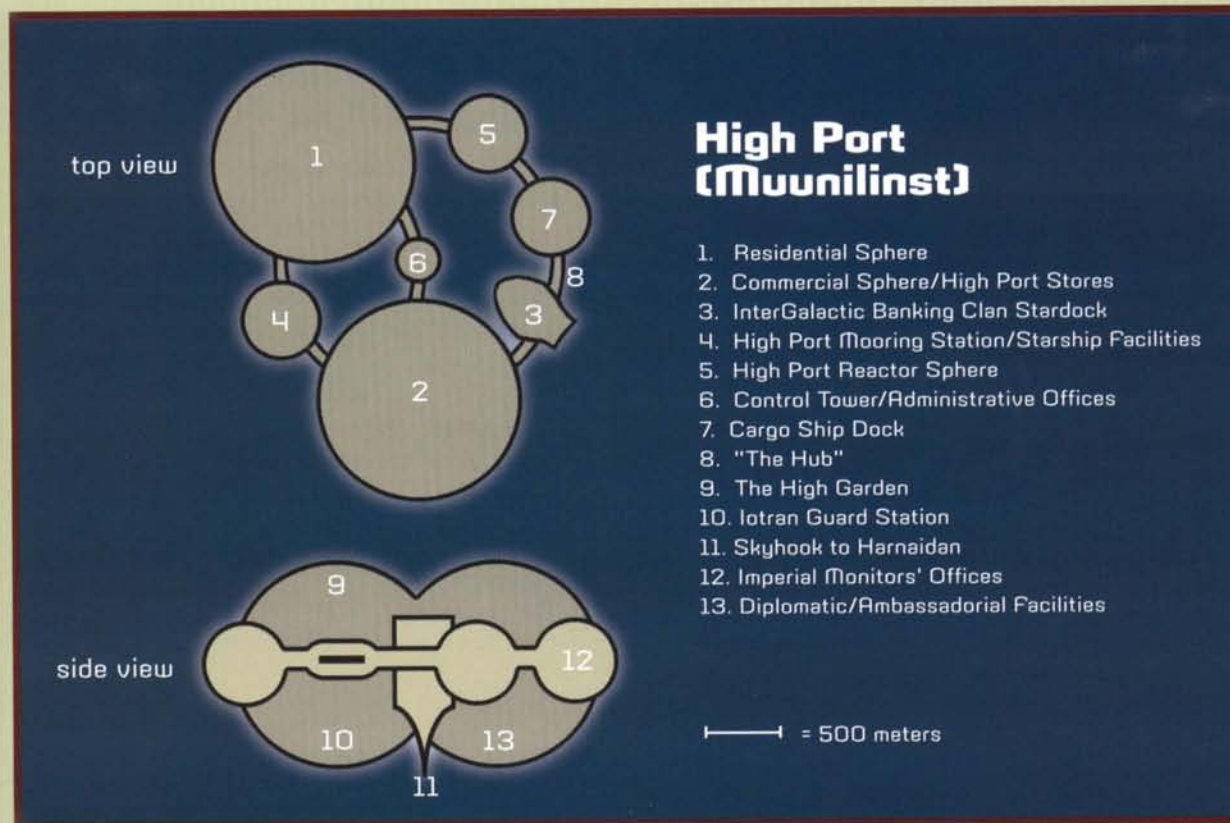 High Port
(Muunilinst)
top view
1
5
7
6
8
4
3
2
1. Residential Sphere
2. Commercial Sphere/High Port Stores
3. InterGalactic Banking Clan Stardock
4. High Port Mooring Station/Starship Facilities
5. High Port Reactor Sphere
6. Control Tower/Administrative Offices
7. Cargo Ship Dock
8. "The Hub"
9. The High Garden
10. Iotran Guard Station
11. Skyhook to Harnaidan
12. Imperial Monitors' Offices
13. Diplomatic/Ambassadorial Facilities
side view
9
12
10
13
11
= 500 meters